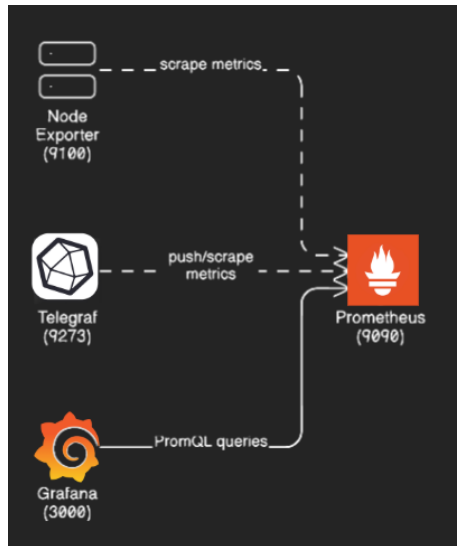 scrape metrics
Node
Exporter
(9100)
push/scrape
metrics
Telegraf
(9273)
Prometheus
(9090)
PromQL queries
Grafana
(3000)